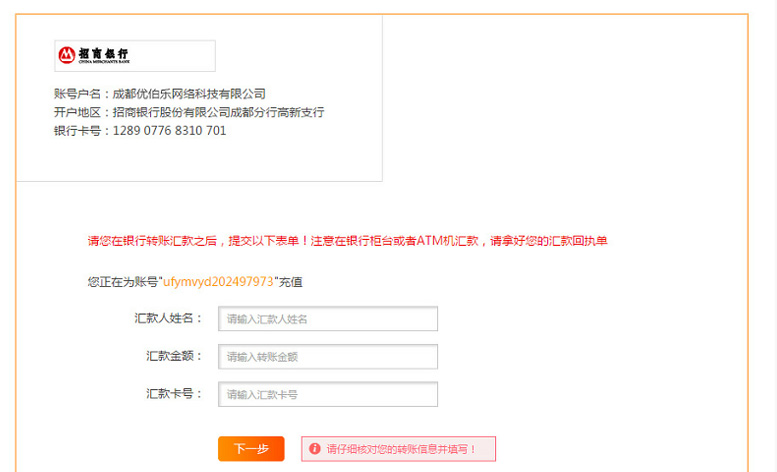 招商银行
CHINA MERCHANTS BANK
账号户名：成都优伯乐网络科技有限公司
开户地区：招商银行股份有限公司成都分行高新支行
银行卡号：1289 0776 8310 701
请您在银行转账汇款之后，提交以下表单！注意在银行柜台或者ATM机汇款，请拿好您的汇款回执单
您正在为账号"ufymvyd202497973"充值
汇款人姓名： 请输入汇款人姓名
汇款金额： 请输入转账金额
汇款卡号： 请输入汇款卡号
下一步 请仔细核对您的转账信息并填写！